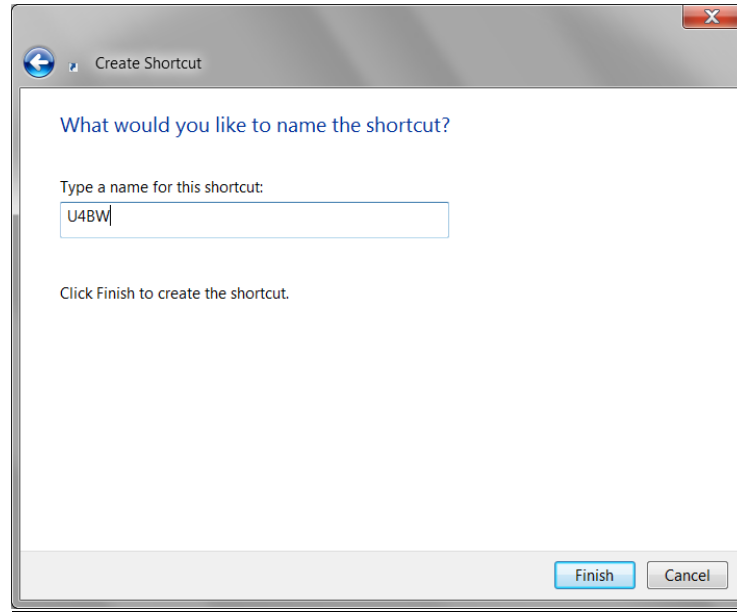 Create Shortcut
What would you like to name the shortcut?
Type a name for this shortcut:
U4BW
Click Finish to create the shortcut.
Finish
Cancel